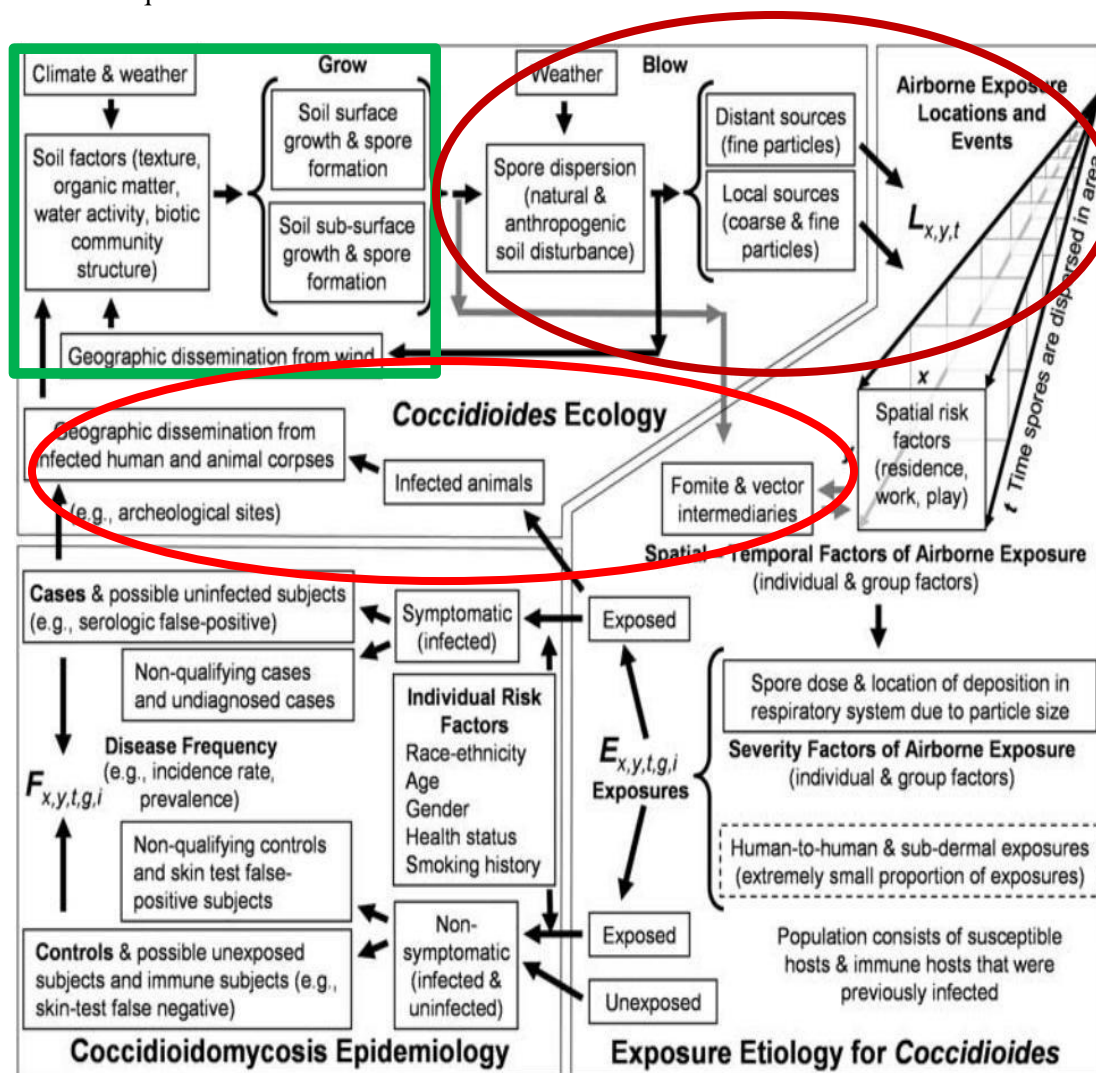 Climate & weather
Soil factors (texture,
organic matter,
water activity, biotic
community
structure)
Grow
Soil surface
growth & spore
formation
Soil sub-surface
growth & spore
formation
Geographic dissemination from wind
Weather
Blow
Spore dispersion
(natural &
anthropogenic
soil disturbance)
Distant sources
(fine particles)
Local sources
(coarse & fine
particles)
Airborne Exposure
Locations and
Events
L x,y,t
x
y
t Time spores are dispersed in area
Spatial risk
factors
(residence,
work, play)
Coccidioides Ecology
Geographic dissemination from
infected human and animal corpses
(e.g., archeological sites)
Infected animals
Fomite & vector
intermediaries
Spatial - Temporal Factors of Airborne Exposure
(individual & group factors)
Cases & possible uninfected subjects
(e.g., serologic false-positive)
Non-qualifying cases
and undiagnosed cases
Symptomatic
(infected)
Exposed
Individual Risk
Factors
Race-ethnicity
Age
Gender
Health status
Smoking history
Disease Frequency
(e.g., incidence rate,
prevalence)
F x,y,t,g,i
E x,y,t,g,i
Exposures
Spore dose & location of deposition in
respiratory system due to particle size
Severity Factors of Airborne Exposure
(individual & group factors)
Human-to-human & sub-dermal exposures
(extremely small proportion of exposures)
Non-qualifying controls
and skin test false-
positive subjects
Controls & possible unexposed
subjects and immune subjects (e.g.,
skin-test false negative)
Non-
symptomatic
(infected &
uninfected)
Exposed
Unexposed
Population consists of susceptible
hosts & immune hosts that were
previously infected
Coccidioidomycosis Epidemiology
Exposure Etiology for Coccidioides